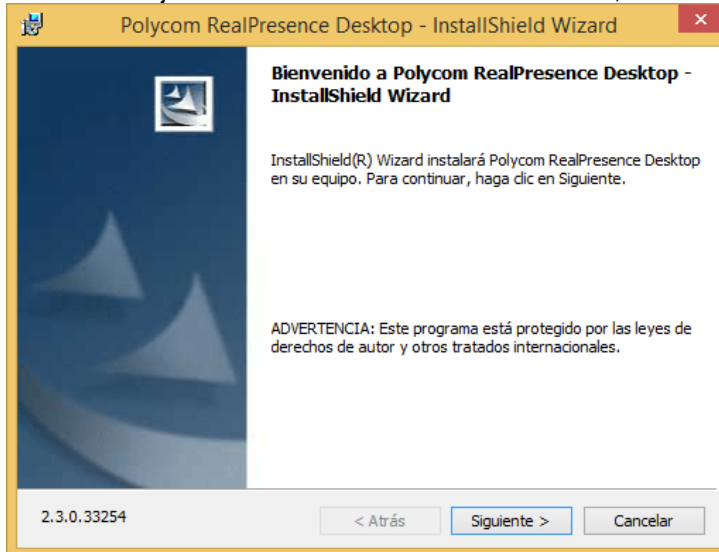 Polycom RealPresence Desktop - InstallShield Wizard
Bienvenido a Polycom RealPresence Desktop -
InstallShield Wizard
InstallShield(R) Wizard instalará Polycom RealPresence Desktop
en su equipo. Para continuar, haga clic en Siguiente.
ADVERTENCIA: Este programa está protegido por las leyes de
derechos de autor y otros tratados internacionales.
2.3.0.33254
< Atrás
Siguiente >
Cancelar